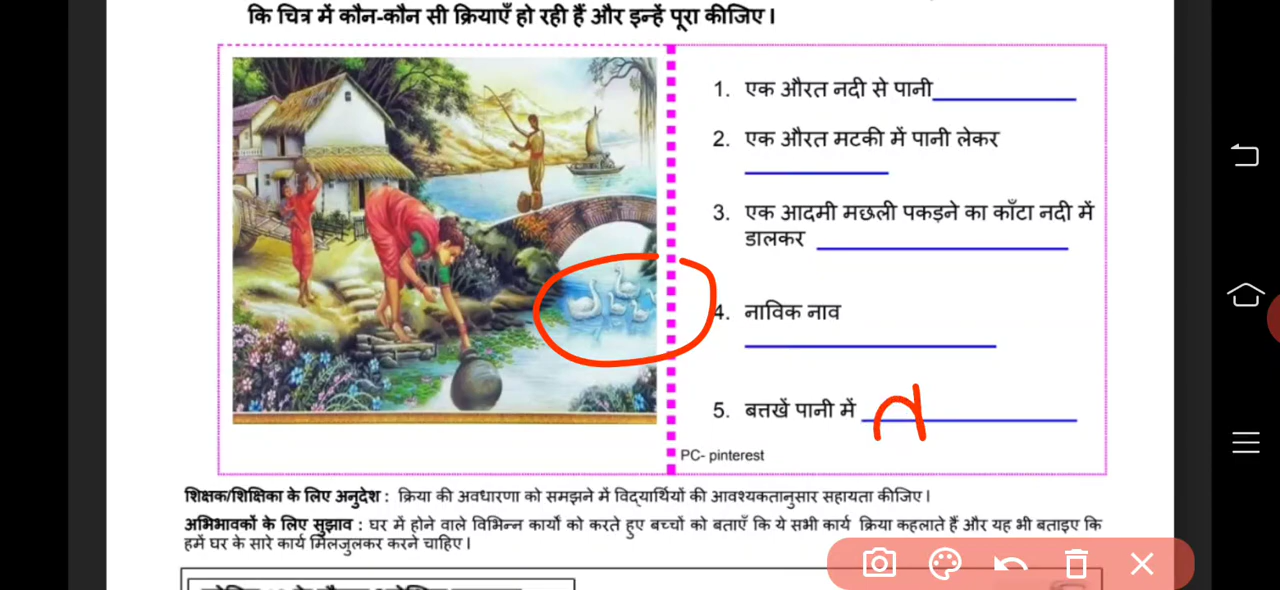 कि चित्र में कौन-कौन सी क्रियाएँ हो रही हैं और इन्हें पूरा कीजिए।
1. एक औरत नदी से पानी
2. एक औरत मटकी में पानी लेकर
3. एक आदमी मछली पकड़ने का काँटा नदी में
डालकर
4. नाविक नाव
5. बत्तखें पानी में
PC- pinterest
शिक्षक/शिक्षिका के लिए अनुदेश : क्रिया की अवधारणा को समझने में विद्यार्थियों की आवश्यकतानुसार सहायता कीजिए।
अभिभावकों के लिए सुझाव : घर में होने वाले विभिन्न कार्यों को करते हुए बच्चों को बताएँ कि ये सभी कार्य क्रिया कहलाते हैं और यह भी बताइए कि
हमें घर के सारे कार्य मिलजुलकर करने चाहिए।